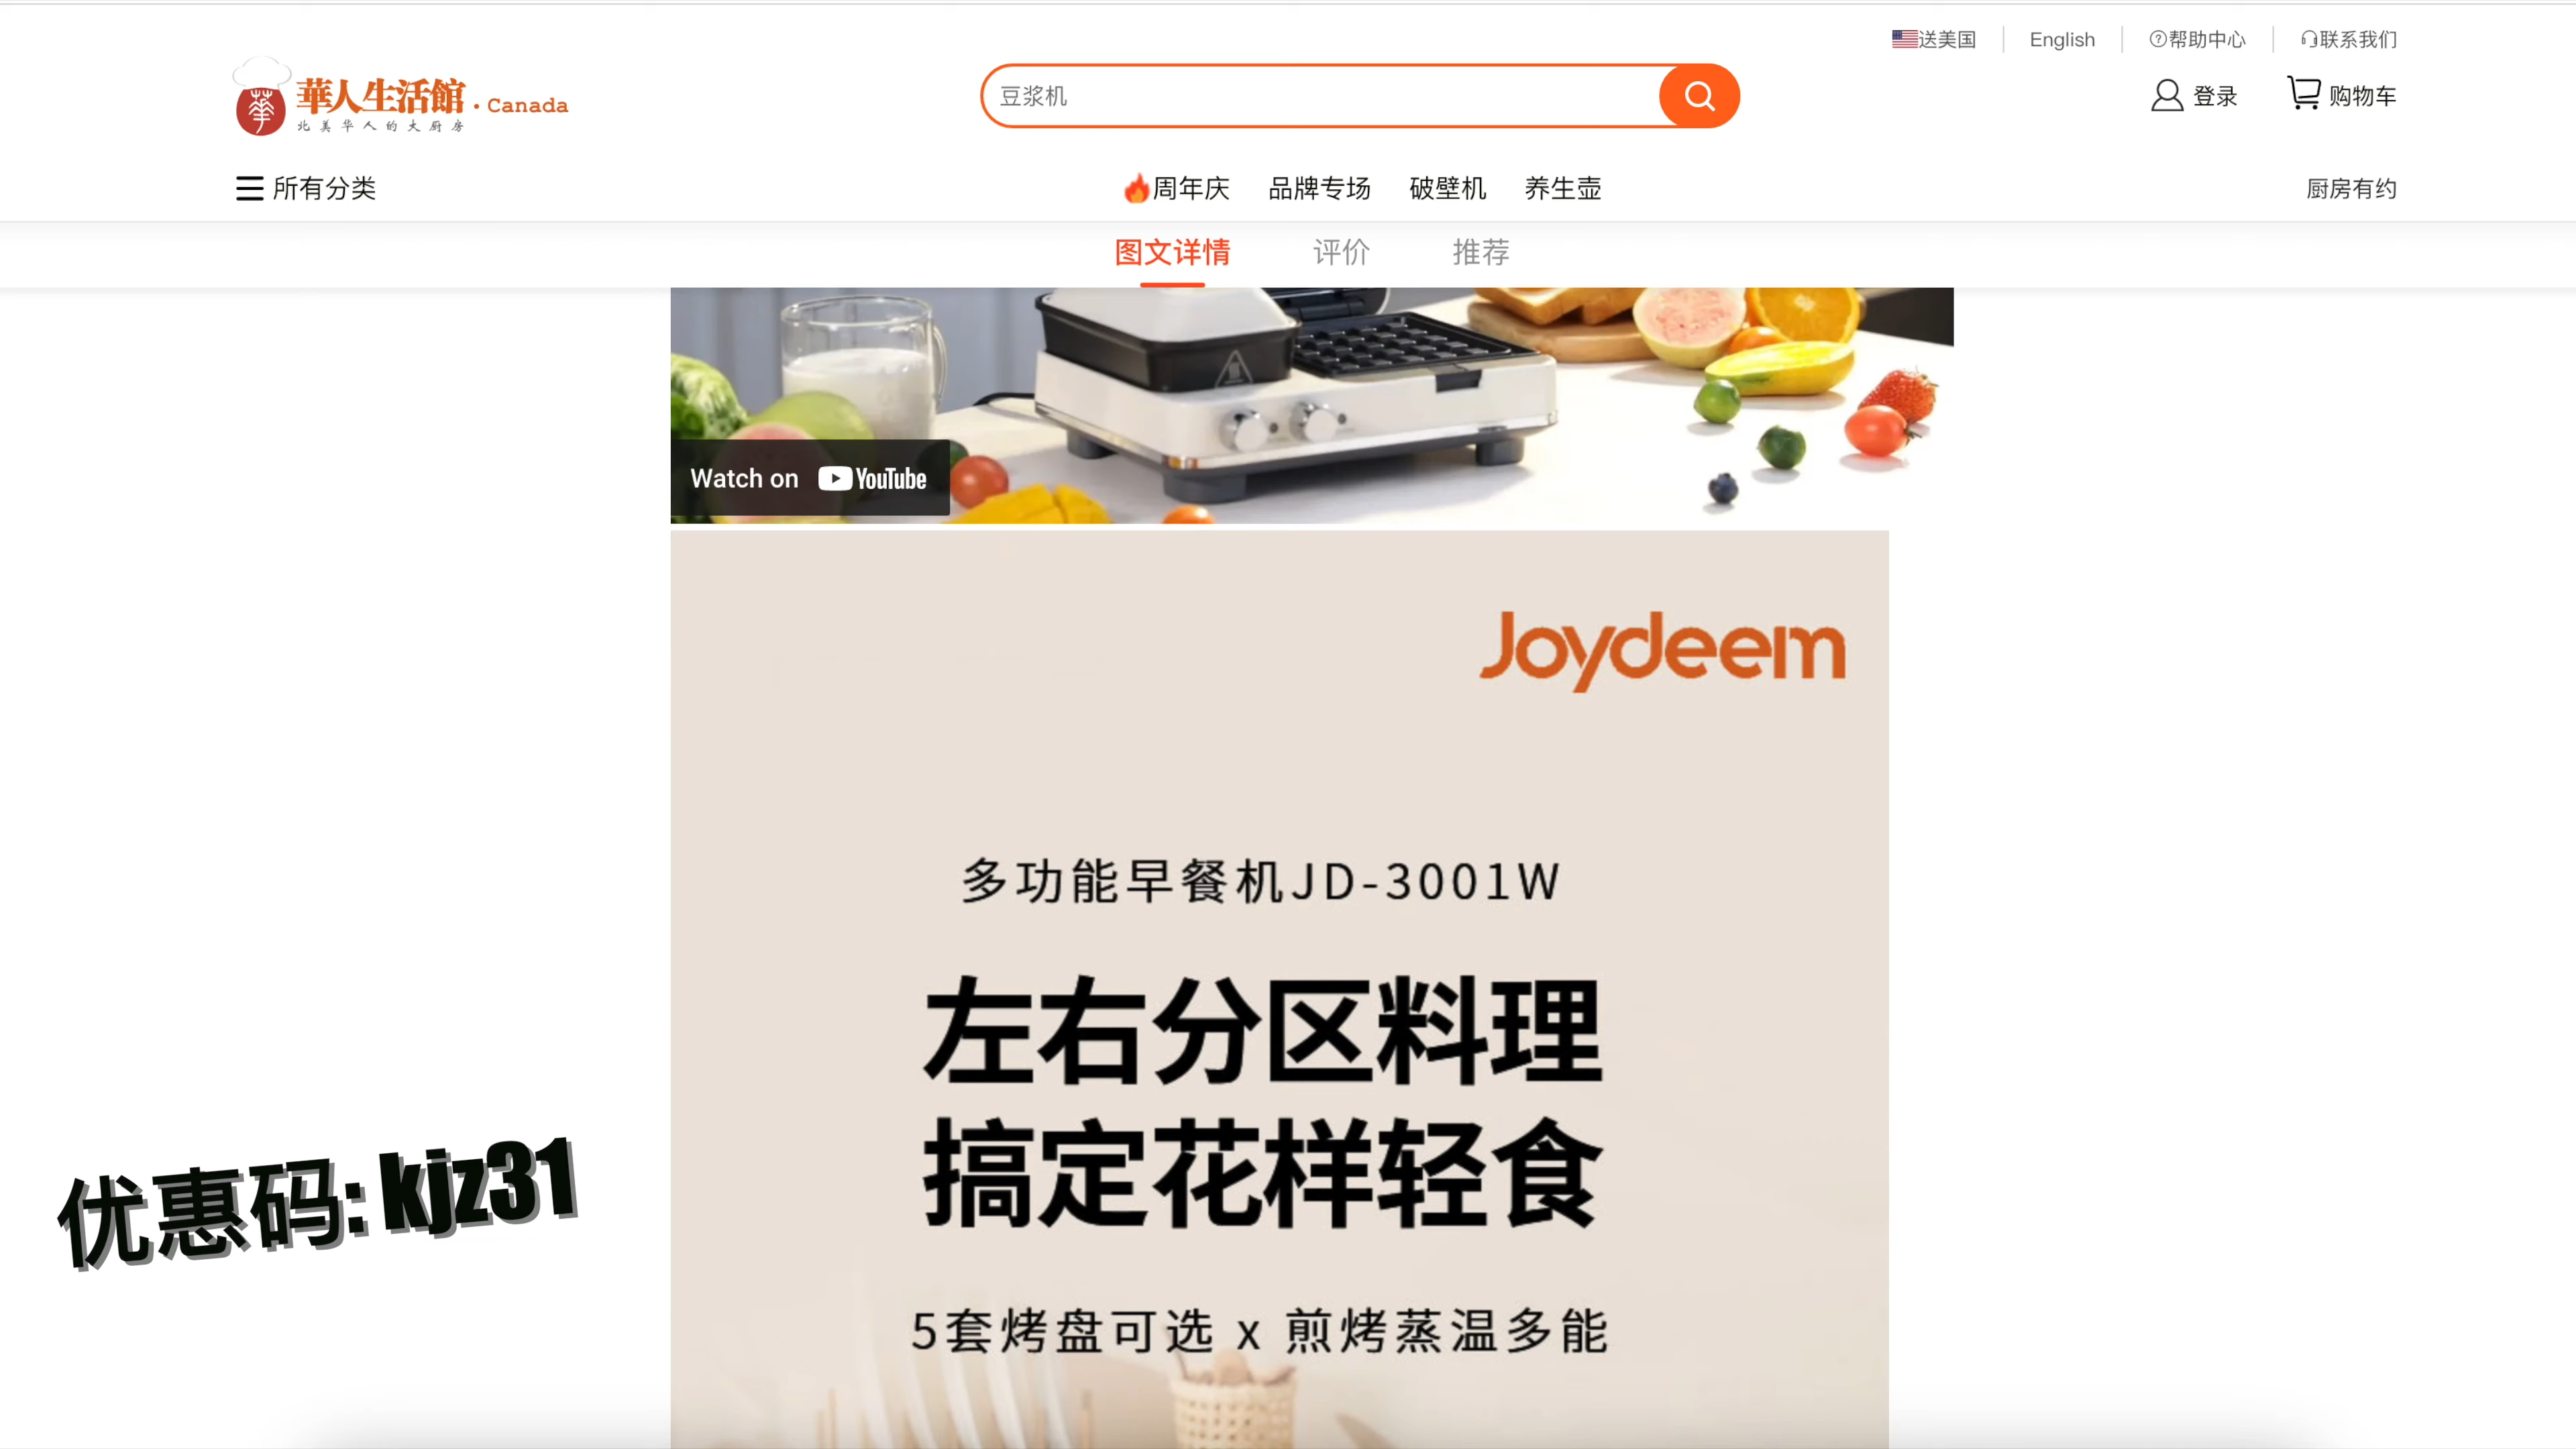 送美国
English
帮助中心
联系我们
華人生活館 · Canada
北美华人的大厨房
豆浆机
登录
购物车
所有分类
周年庆
品牌专场
破壁机
养生壶
厨房有约
图文详情
评价
推荐
Watch on YouTube
Joydeem
多功能早餐机JD-3001W
左右分区料理
搞定花样轻食
优惠码: kjz31
5套烤盘可选 x 煎烤蒸温多能